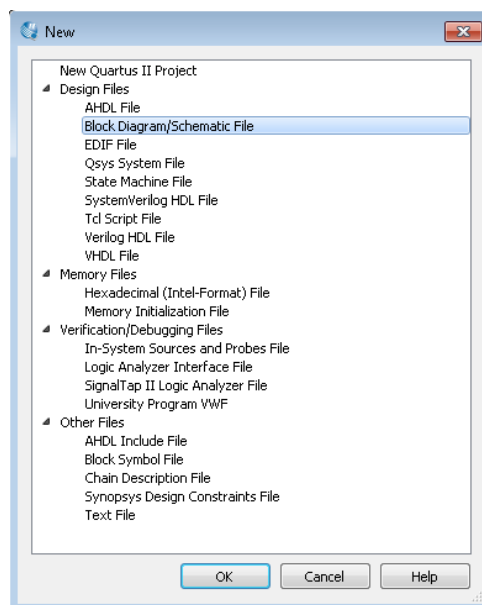 New
New Quartus II Project
Design Files
AHDL File
Block Diagram/Schematic File
EDIF File
Qsys System File
State Machine File
SystemVerilog HDL File
Tcl Script File
Verilog HDL File
VHDL File
Memory Files
Hexadecimal (Intel-Format) File
Memory Initialization File
Verification/Debugging Files
In-System Sources and Probes File
Logic Analyzer Interface File
SignalTap II Logic Analyzer File
University Program VWF
Other Files
AHDL Include File
Block Symbol File
Chain Description File
Synopsys Design Constraints File
Text File
OK Cancel Help